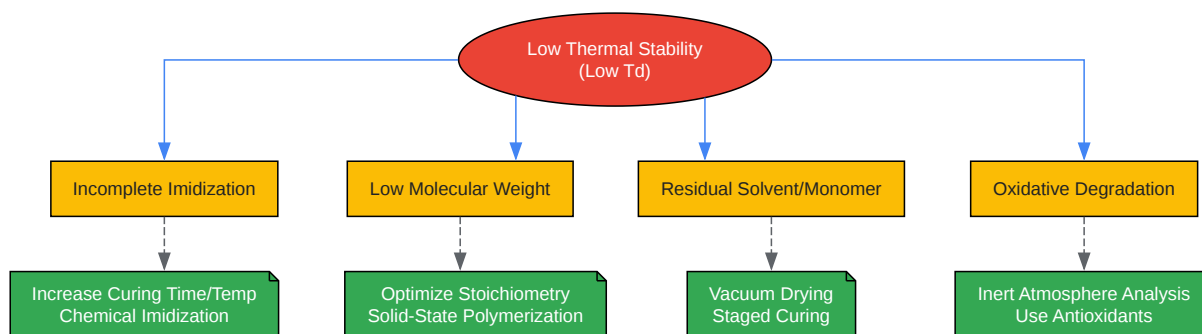 Low Thermal Stability
(Low Td)
Incomplete Imidization
Low Molecular Weight
Residual Solvent/Monomer
Oxidative Degradation
Increase Curing Time/Temp
Chemical Imidization
Optimize Stoichiometry
Solid-State Polymerization
Vacuum Drying
Staged Curing
Inert Atmosphere Analysis
Use Antioxidants